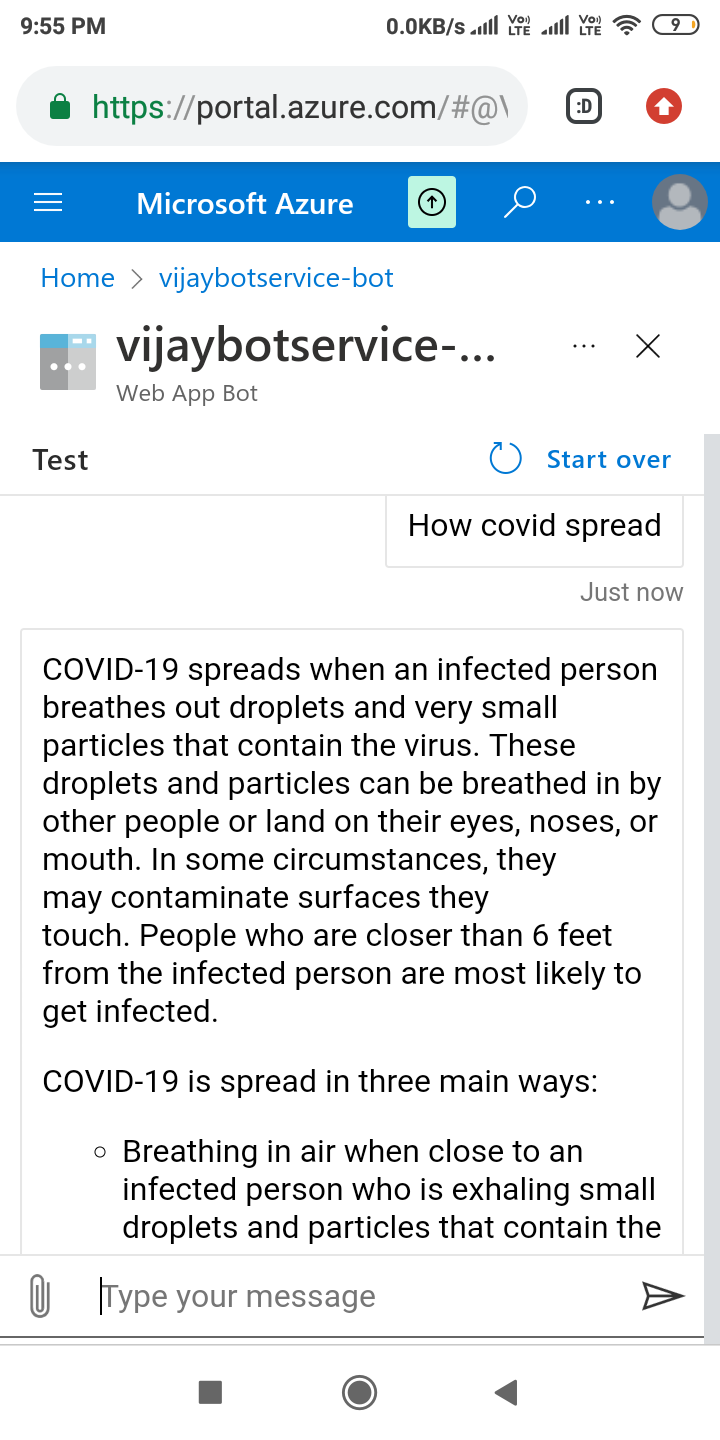 9:55 PM 0.0KB/s Vo) LTE Vo) LTE 9
https://portal.azure.com/#@\
:D
Microsoft Azure
Home > vijaybotservice-bot
vijaybotservice-...
Web App Bot
Test Start over
How covid spread
Just now
COVID-19 spreads when an infected person
breathes out droplets and very small
particles that contain the virus. These
droplets and particles can be breathed in by
other people or land on their eyes, noses, or
mouth. In some circumstances, they
may contaminate surfaces they
touch. People who are closer than 6 feet
from the infected person are most likely to
get infected.
COVID-19 is spread in three main ways:
Breathing in air when close to an
infected person who is exhaling small
droplets and particles that contain the
Type your message